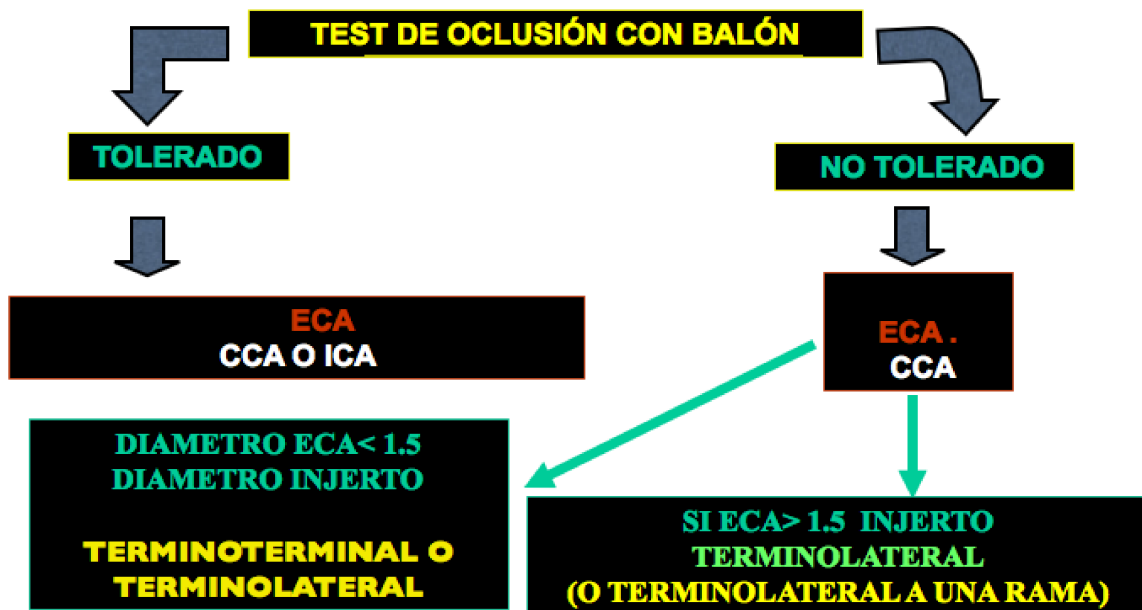 TEST DE OCLUSIÓN CON BALÓN
TOLERADO
NO TOLERADO
ECA
CCA O ICA
ECA .
CCA
DIAMETRO ECA< 1.5
DIAMETRO INJERTO
TERMINOTERMINAL O
TERMINOLATERAL
SI ECA> 1.5 INJERTO
TERMINOLATERAL
(O TERMINOLATERAL A UNA RAMA)